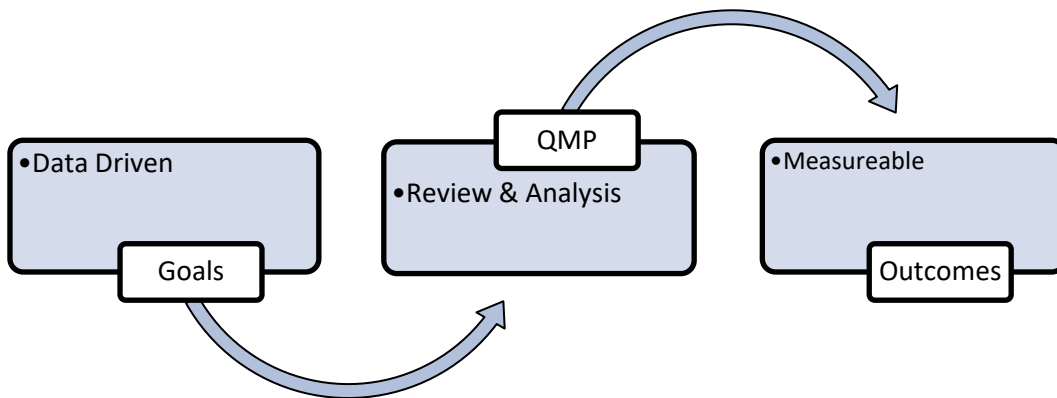 •Data Driven
Goals
QMP
•Review & Analysis
•Measureable
Outcomes